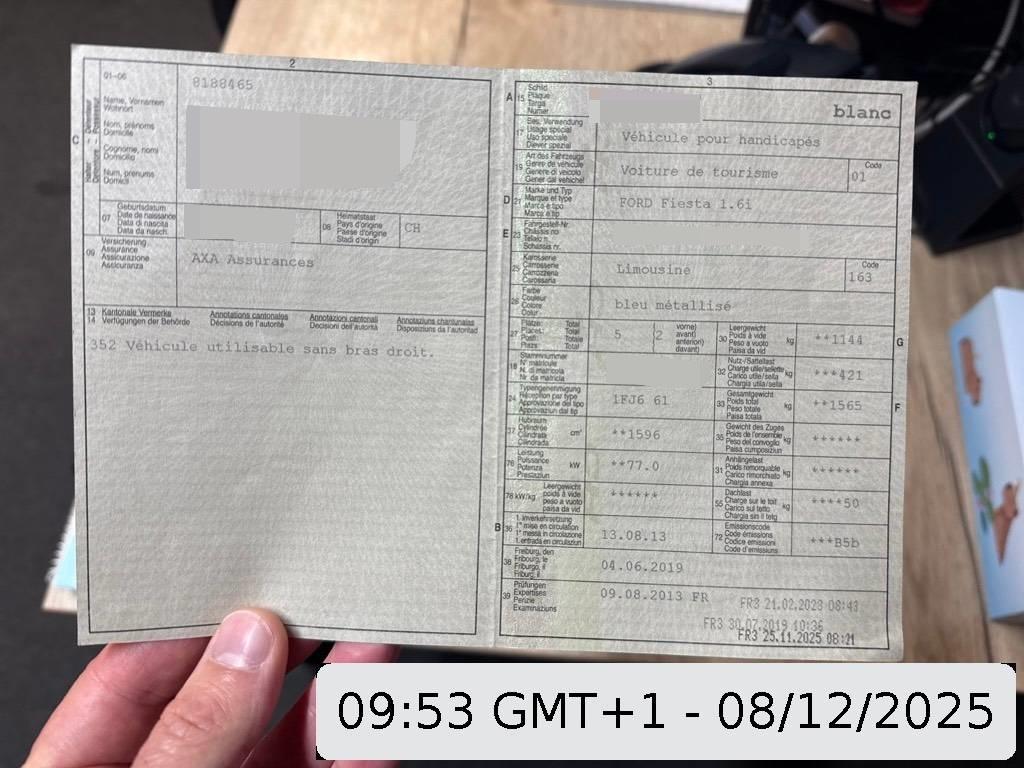 2
01-06
8188465
C
Name, Vornamen
Wohnort
Nom, prénoms
Domicile
Cognome, nomi
Domicilio
Num, prenums
Domicil
07
Geburtsdatum
Date de naissance
Data di nascita
Data da nasch.
08
Heimatstaat
Pays d'origine
Paese d'origine
Stadi d'origin
CH
09
Versicherung
Assurance
Assicurazione
Assicuranza
AXA Assurances
13 Kantonale Vermerke
14 Verfügungen der Behörde
Annotations cantonales
Décisions de l'autorité
Annotazioni cantonali
Decisioni dell'autorità
Annotaziuns chantunalas
Disposiziuns da l'autoritad
352 Véhicule utilisable sans bras droit.
3
A 15
Schild
Plaque
Targa
Numer
blanc
17
Bes. Verwendung
Usage spécial
Uso speciale
Diever spezial
Véhicule pour handicapés
19
Art des Fahrzeugs
Genre de véhicule
Genere di veicolo
Gener dal vehichel
Voiture de tourisme
Code
01
D 21
Marke und Typ
Marque et type
Marca e tipo
Marca e tip
FORD Fiesta 1.6i
E 23
Fahrgestell-Nr.
Châssis no
Telaio n.
Schassis nr.
25
Karosserie
Carrosserie
Carrozzeria
Carossaria
Limousine
Code
163
26
Farbe
Couleur
Colore
Colur
bleu métallisé
27
Plätze: Total
Places: Total
Posti: Totale
Plazs: Total
5
2
vorne)
avant)
anteriori)
davant)
30
Leergewicht
Poids à vide
Peso a vuoto
Paisa da vid
kg
**1144
G
18
Stammnummer
N° matricule
N. di matricola
Nr. da matricla
32
Nutz-/Sattellast
Charge utile/sellette
Carico utile/sella
Chargia utila/sella
kg
***421
24
Typengenehmigung
Réception par type
Approvazione del tipo
Approvaziun dal tip
1FJ6 61
33
Gesamtgewicht
Poids total
Peso totale
Paisa totala
kg
**1565
F
37
Hubraum
Cylindrée
Cilindrata
Cilindrada
cm³
**1596
35
Gewicht des Zuges
Poids de l'ensemble
Peso del convoglio
Paisa cumposiziun
kg
******
76
Leistung
Puissance
Potenza
Prestaziun
kW
**77.0
31
Anhängelast
Poids remorquable
Carico rimorchiato
Chargia annexa
kg
******
78 kW/kg
Leergewicht
poids à vide
peso a vuoto
paisa da vid
******
55
Dachlast
Charge sur le toit
Carico sul tetto
Chargia sin il tetg
kg
****50
B 36
1. Inverkehrsetzung
1re mise en circulation
1a messa in circolazione
1. entrada en circulaziun
13.08.13
72
Emissionscode
Code émissions
Codice emissioni
Code d'emissiuns
***B5b
38
Freiburg, den
Fribourg, le
Friburgo, il
Friburg, il
04.06.2019
39
Prüfungen
Expertises
Perizie
Examinaziuns
09.08.2013 FR
FR3 21.02.2023 08:43
FR3 30.07.2019 10:36
FR3 25.11.2025 08:21
09:53 GMT+1 - 08/12/2025